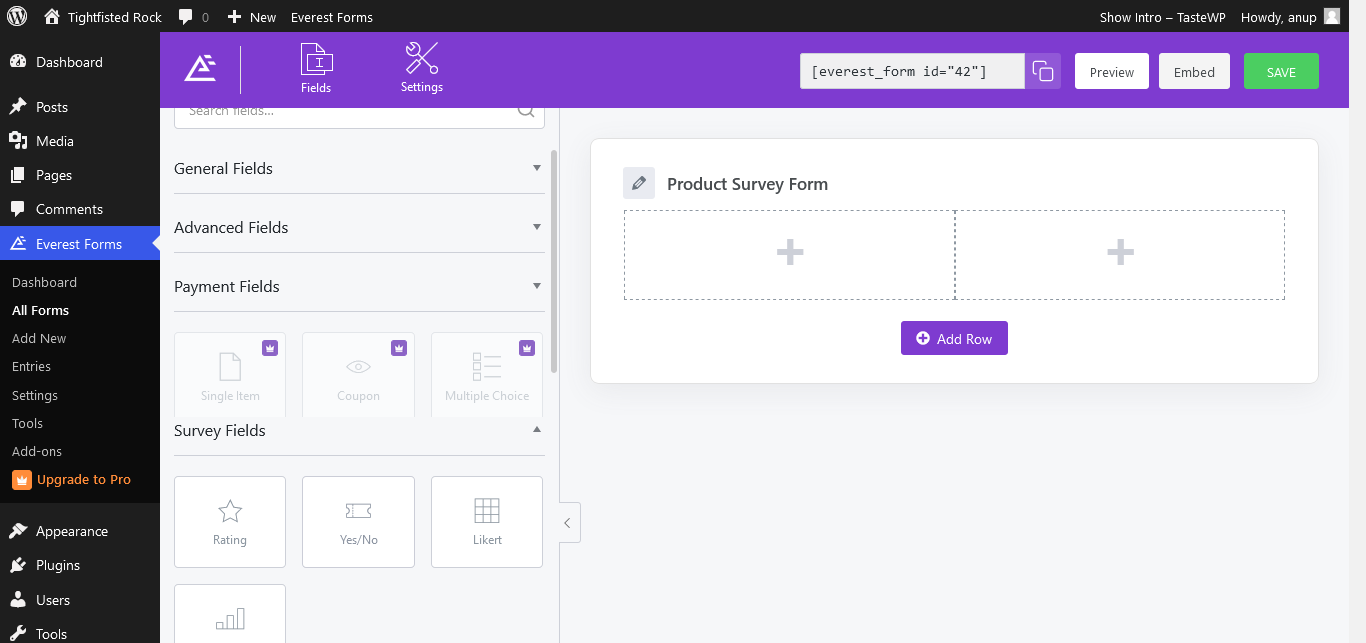 Tightfisted Rock 0 New Everest Forms Show Intro – TasteWP Howdy, anup
Dashboard
Posts
Media
Pages
Comments
Everest Forms
Dashboard
All Forms
Add New
Entries
Settings
Tools
Add-ons
Upgrade to Pro
Appearance
Plugins
Users
Tools
Fields
Settings
[everest_form id="42"]
Preview
Embed
SAVE
Search fields...
General Fields
Advanced Fields
Payment Fields
Single Item
Coupon
Multiple Choice
Survey Fields
Rating
Yes/No
Likert
Product Survey Form
Add Row